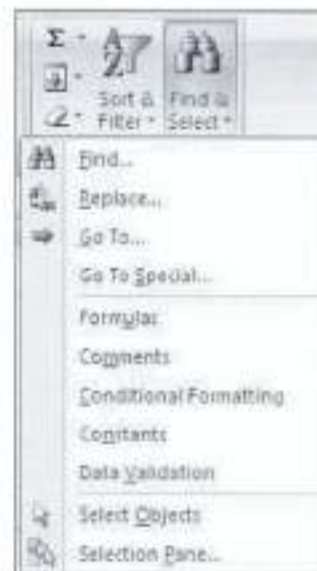 Σ
Sort & Find &
Filter Select
Find...
Replace...
Go To...
Go To Special...
Formulas
Comments
Conditional Formatting
Constants
Data Validation
Select Objects
Selection Pane...